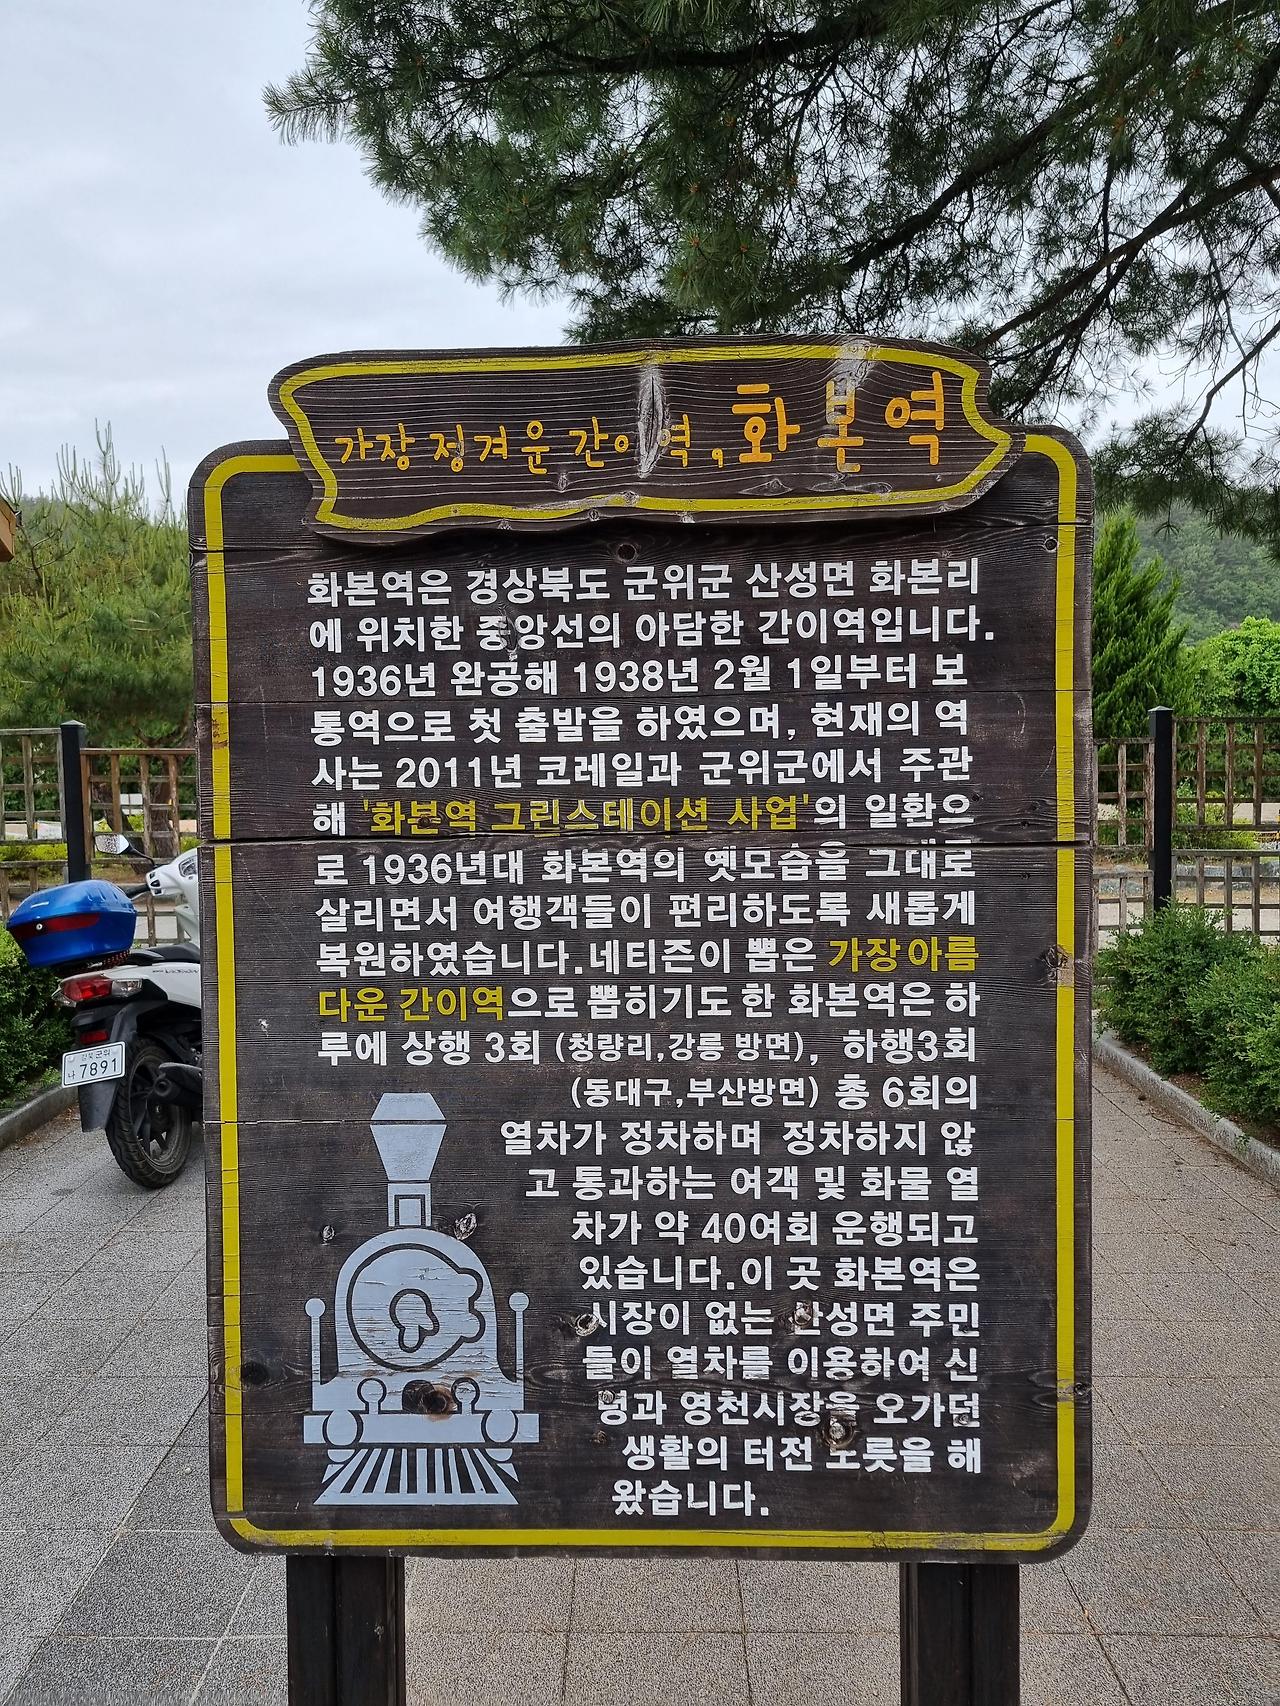 가장 정겨운 간이역, 화본역
화본역은 경상북도 군위군 산성면 화본리
에 위치한 중앙선의 아담한 간이역입니다.
1936년 완공해 1938년 2월 1일부터 보
통역으로 첫 출발을 하였으며, 현재의 역
사는 2011년 코레일과 군위군에서 주관
해 '화본역 그린스테이션 사업'의 일환으
로 1936년대 화본역의 옛모습을 그대로
살리면서 여행객들이 편리하도록 새롭게
복원하였습니다.네티즌이 뽑은 가장 아름
다운 간이역으로 뽑히기도 한 화본역은 하
루에 상행 3회 (청량리,강릉 방면), 하행3회
(동대구,부산방면) 총 6회의
열차가 정차하며 정차하지 않
고 통과하는 여객 및 화물 열
차가 약 40여회 운행되고
있습니다.이 곳 화본역은
시장이 없는 산성면 주민
들이 열차를 이용하여 신
녕과 영천시장을 오가던
생활의 터전 노릇을 해
왔습니다.
경북 군위
나 7891